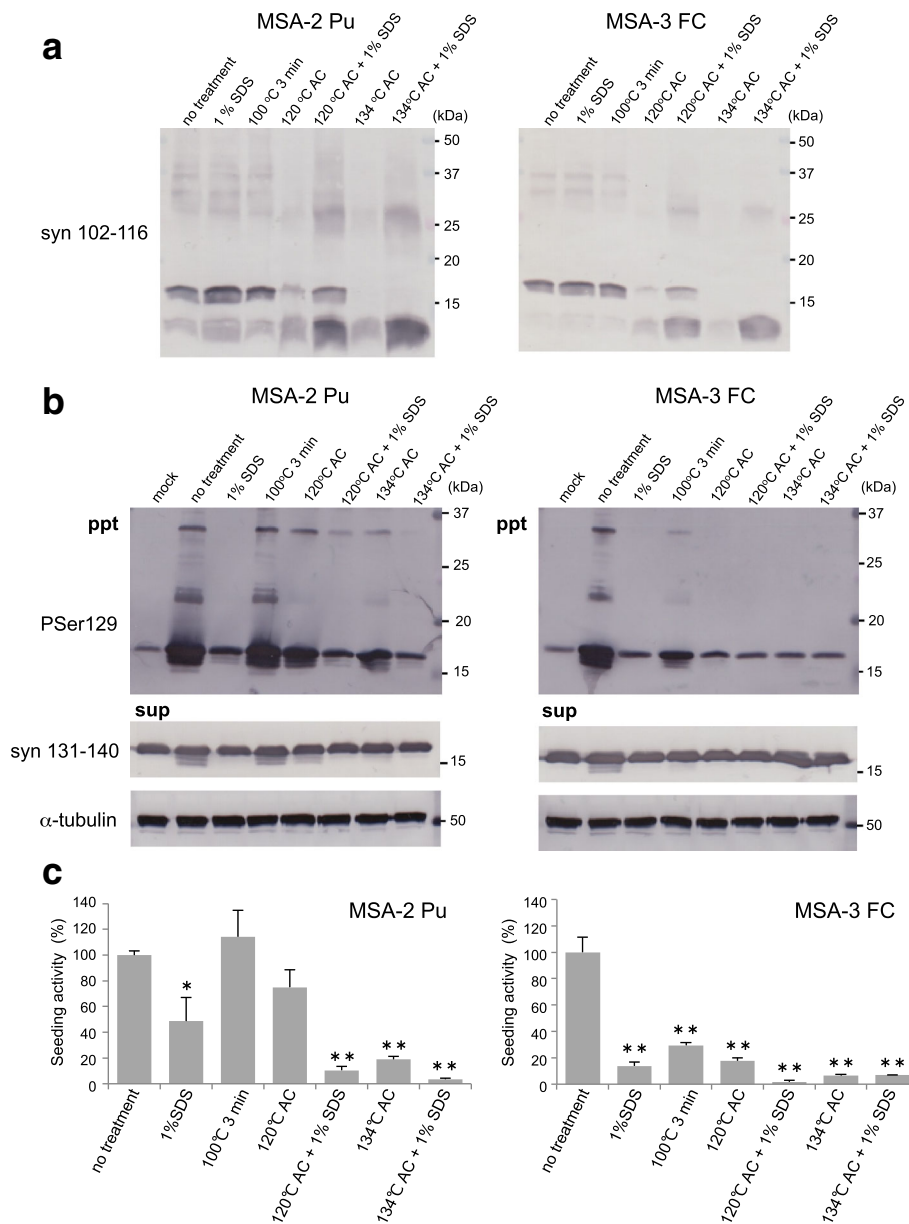 a
MSA-2 Pu
MSA-3 FC
no treatment
1% SDS
100°C 3 min
120 °C AC
120 °C AC + 1% SDS
134 °C AC
134°C AC + 1% SDS
(kDa)
no treatment
1% SDS
100°C 3 min
120°C AC
120°C AC + 1% SDS
134°C AC
134°C AC + 1% SDS
(kDa)
50
37
25
20
15
50
37
25
20
15
syn 102-116
b
MSA-2 Pu
MSA-3 FC
mock
no treatment
1% SDS
100°C 3 min
120°C AC
120°C AC + 1% SDS
134°C AC
134°C AC + 1% SDS
(kDa)
mock
no treatment
1% SDS
100°C 3 min
120°C AC
120°C AC + 1% SDS
134°C AC
134°C AC + 1% SDS
(kDa)
ppt
ppt
37
25
20
15
37
25
20
15
PSer129
sup
sup
syn 131-140
15
15
α-tubulin
50
50
c
MSA-2 Pu
Seeding activity (%)
140
120
100
80
60
40
20
0
*
**
**
**
no treatment
1%SDS
100℃ 3 min
120℃ AC
120℃ AC + 1% SDS
134℃ AC
134℃ AC + 1% SDS
MSA-3 FC
Seeding activity (%)
140
120
100
80
60
40
20
0
**
**
**
**
**
**
no treatment
1%SDS
100℃ 3 min
120℃ AC
120℃ AC + 1% SDS
134℃ AC
134℃ AC + 1% SDS